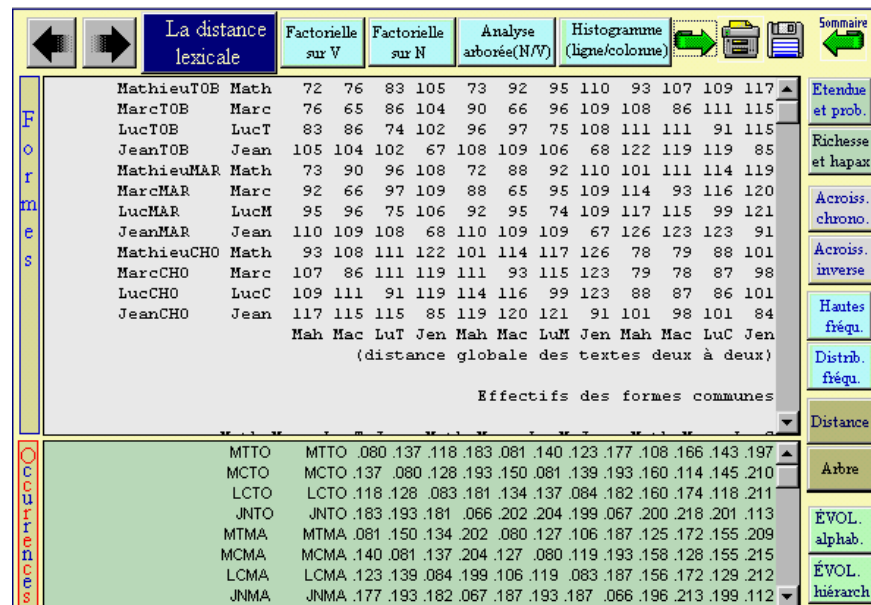 La distance
lexicale
Factorielle
sur V
Factorielle
sur N
Analyse
arborée(N/V)
Histogramme
(ligne/colonne)
Sommaire
Formes
MathieuTOB Math 72 76 83 105 73 92 95 110 93 107 109 117
MarcTOB Marc 76 65 86 104 90 66 96 109 108 86 111 115
LucTOB LucT 83 86 74 102 96 97 75 108 111 111 91 115
JeanTOB Jean 105 104 102 67 108 109 106 68 122 119 119 85
MathieuMAR Math 73 90 96 108 72 88 92 110 101 111 114 119
MarcMAR Marc 92 66 97 109 88 65 95 109 114 93 116 120
LucMAR LucM 95 96 75 106 92 95 74 109 117 115 99 121
JeanMAR Jean 110 109 108 68 110 109 109 67 126 123 123 91
MathieuCHO Math 93 108 111 122 101 114 117 126 78 79 88 101
MarcCHO Marc 107 86 111 119 111 93 115 123 79 78 87 98
LucCHO LucC 109 111 91 119 114 116 99 123 88 87 86 101
JeanCHO Jean 117 115 115 85 119 120 121 91 101 98 101 84
Mah Mac LuT Jen Mah Mac LuM Jen Mah Mac LuC Jen
(distance globale des textes deux à deux)
Effectifs des formes communes
Occurrences
MTTO MTTO .080 .137 .118 .183 .081 .140 .123 .177 .108 .166 .143 .197
MCTO MCTO .137 .080 .128 .193 .150 .081 .139 .193 .160 .114 .145 .210
LCTO LCTO .118 .128 .083 .181 .134 .137 .084 .182 .160 .174 .118 .211
JNTO JNTO .183 .193 .181 .066 .202 .204 .199 .067 .200 .218 .201 .113
MTMA MTMA .081 .150 .134 .202 .080 .127 .106 .187 .125 .172 .155 .209
MCMA MCMA .140 .081 .137 .204 .127 .080 .119 .193 .158 .128 .155 .215
LCMA LCMA .123 .139 .084 .199 .106 .119 .083 .187 .156 .172 .129 .212
JNMA JNMA .177 .193 .182 .067 .187 .193 .187 .066 .196 .213 .199 .112
Etendue
et prob.
Richesse
et hapax
Acroiss.
chrono.
Acroiss.
inverse
Hautes
fréqu.
Distrib.
fréqu.
Distance
Arbre
ÉVOL.
alphab.
ÉVOL.
hiérarch